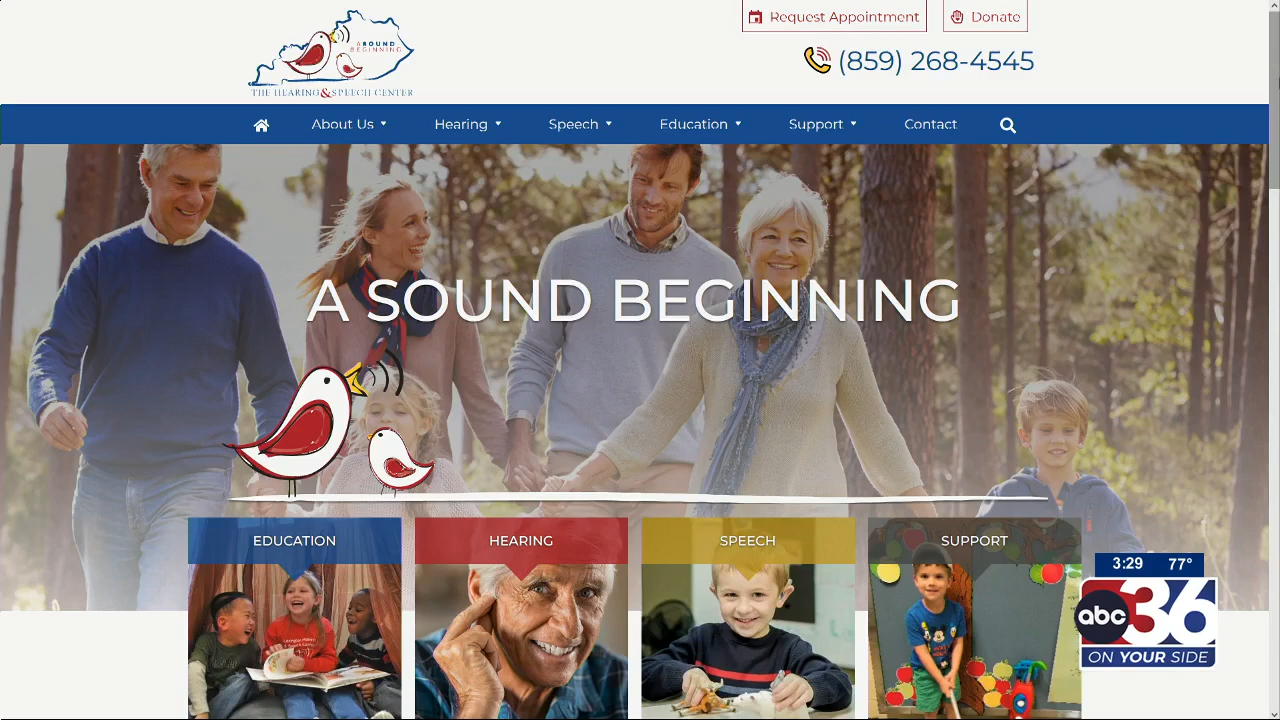 Request Appointment
Donate
A SOUND
BEGINNING
THE HEARING & SPEECH CENTER
(859) 268-4545
About Us
Hearing
Speech
Education
Support
Contact
A SOUND BEGINNING
EDUCATION
HEARING
SPEECH
SUPPORT
3:29 77°
abc 36
ON YOUR SIDE